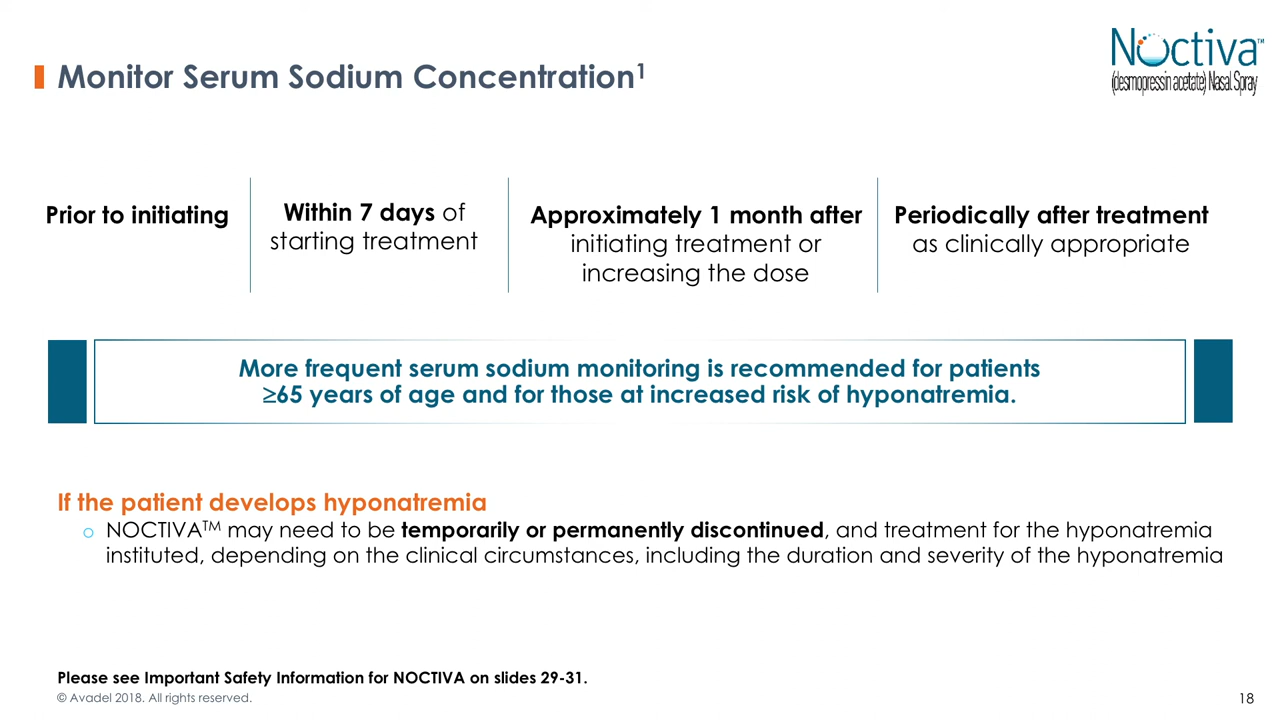 Monitor Serum Sodium Concentration¹
Noctiva™
(desmopressin acetate) Nasal Spray
Prior to initiating
Within 7 days of
starting treatment
Approximately 1 month after
initiating treatment or
increasing the dose
Periodically after treatment
as clinically appropriate
More frequent serum sodium monitoring is recommended for patients
≥65 years of age and for those at increased risk of hyponatremia.
If the patient develops hyponatremia
o NOCTIVA™ may need to be temporarily or permanently discontinued, and treatment for the hyponatremia
instituted, depending on the clinical circumstances, including the duration and severity of the hyponatremia
Please see Important Safety Information for NOCTIVA on slides 29-31.
© Avadel 2018. All rights reserved.
18